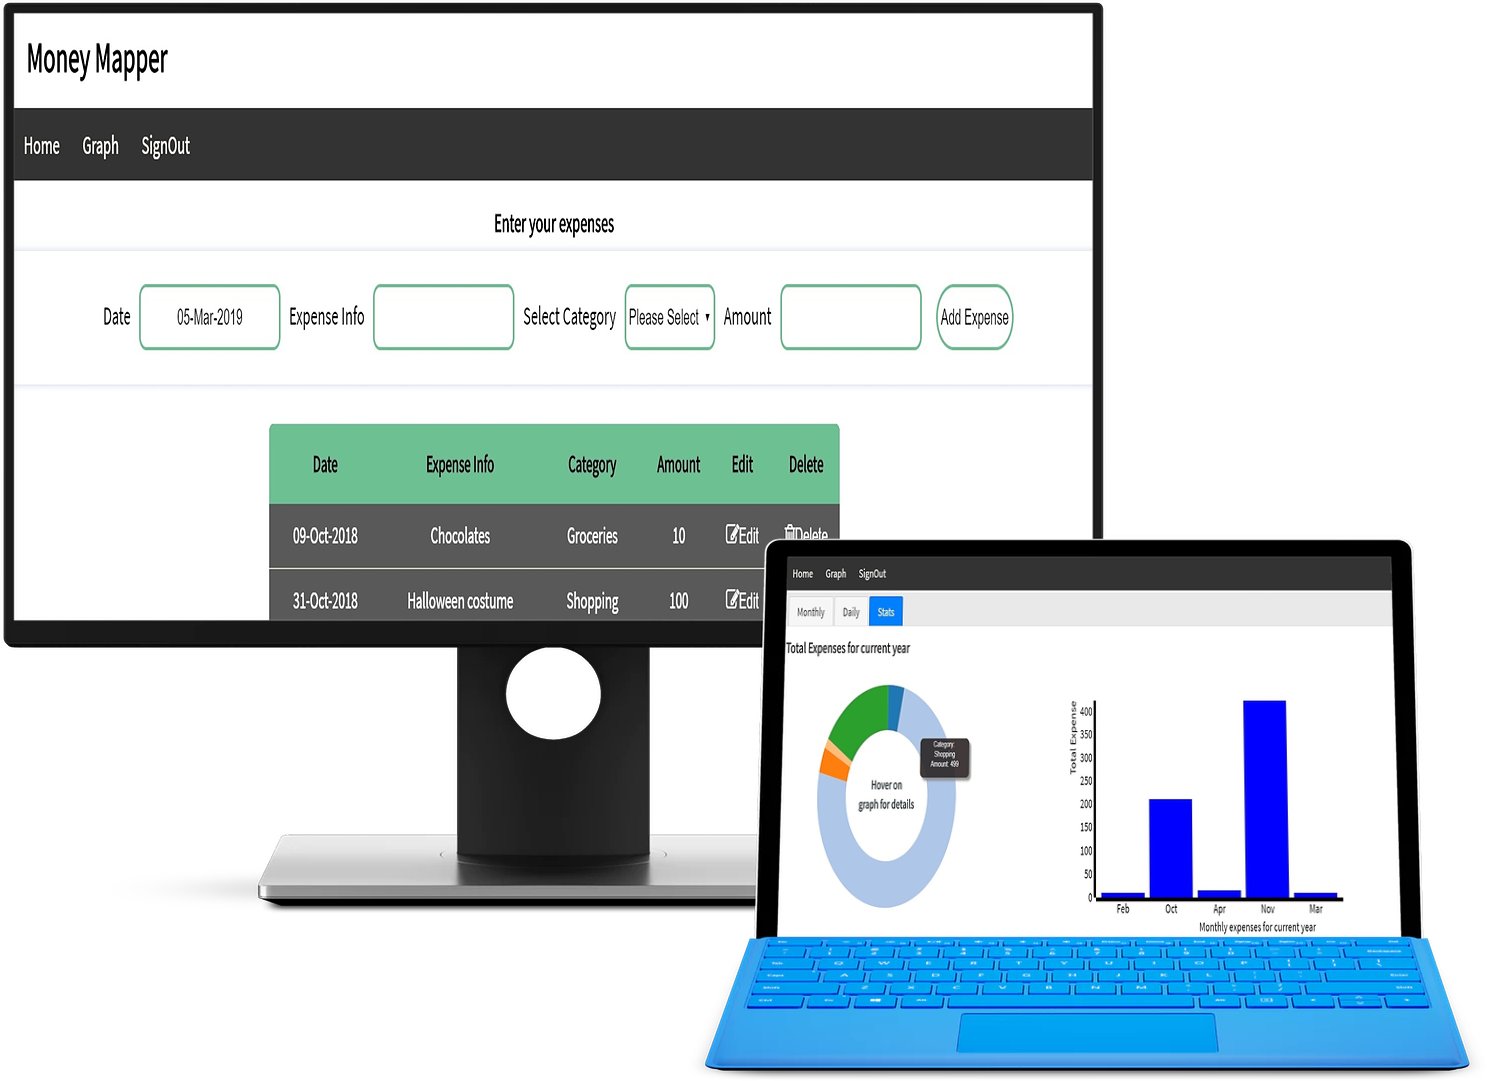 Money Mapper
Home Graph SignOut
Enter your expenses
Date 05-Mar-2019 Expense Info Select Category Please Select Amount Add Expense
Date Expense Info Category Amount Edit Delete
09-Oct-2018 Chocolates Groceries 10 Edit Delete
31-Oct-2018 Halloween costume Shopping 100 Edit
Home Graph SignOut
Monthly Daily Stats
Total Expenses for current year
Category:
Shopping
Amount: 499
Hover on
graph for details
Total Expense
400
350
300
250
200
150
100
50
0
Feb Oct Apr Nov Mar
Monthly expenses for current year
Q W E R T Y U I O P
A S D F G H J K L
Z X C V B N M